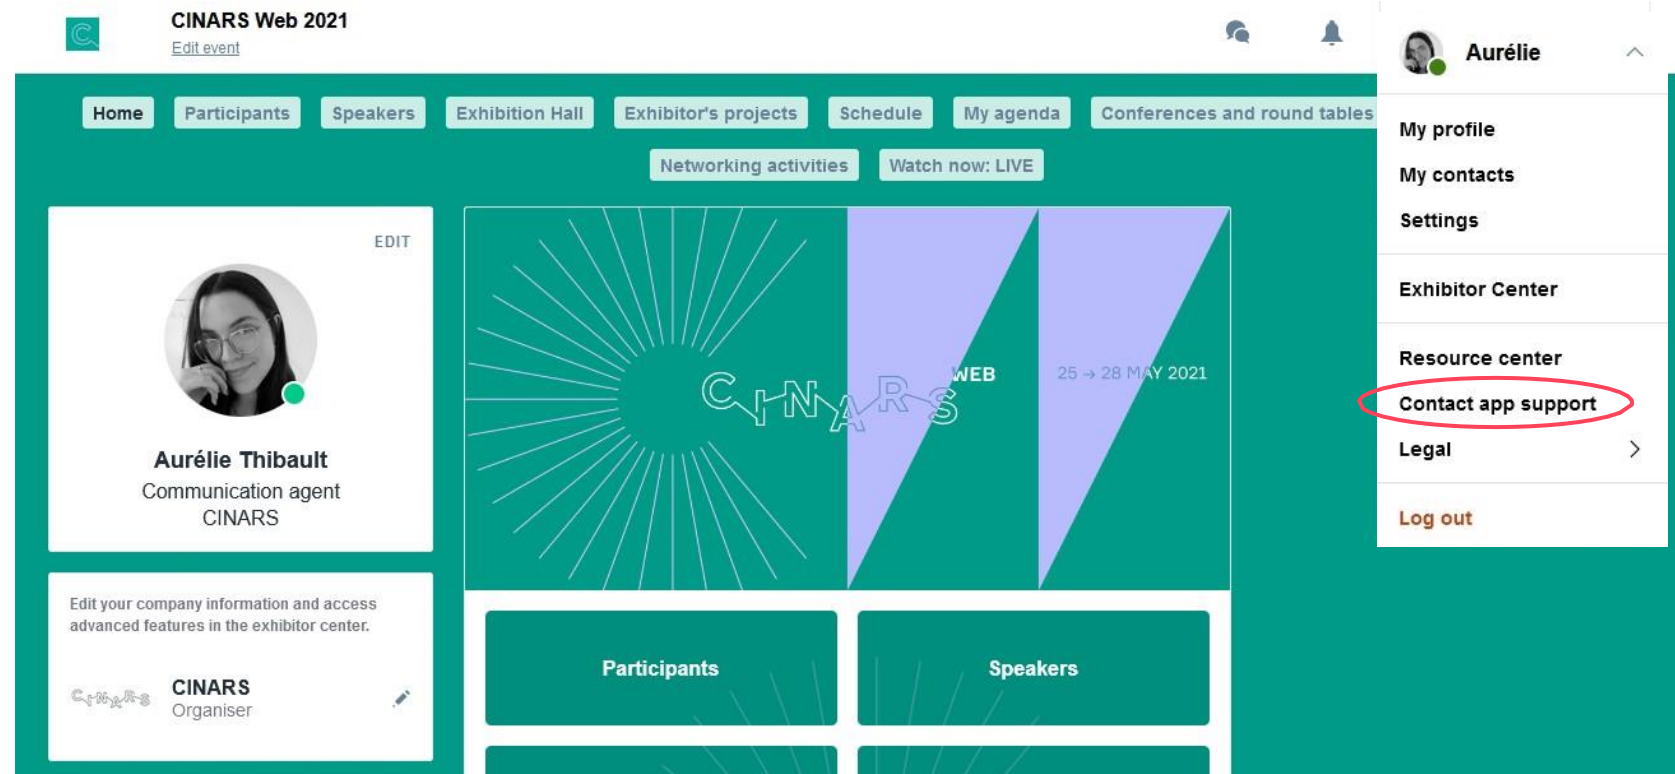 CINARS Web 2021
Edit event
Aurélie
Home
Participants
Speakers
Exhibition Hall
Exhibitor's projects
Schedule
My agenda
Conferences and round tables
Networking activities
Watch now: LIVE
My profile
My contacts
Settings
Exhibitor Center
Resource center
Contact app support
Legal
Log out
EDIT
Aurélie Thibault
Communication agent
CINARS
CINARS
WEB
25 → 28 MAY 2021
Edit your company information and access
advanced features in the exhibitor center.
CINARS
CINARS
Organiser
Participants
Speakers